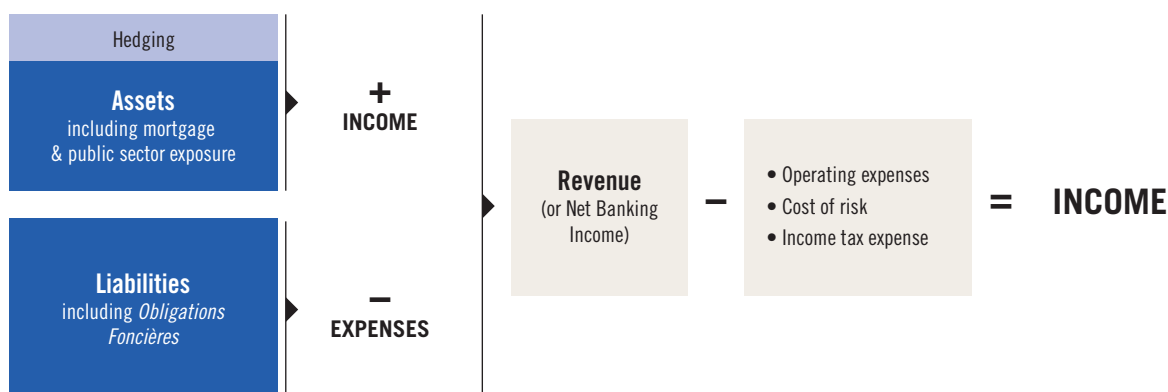 Hedging
Assets
including mortgage
& public sector exposure
+
INCOME
Liabilities
including Obligations
Foncières
–
EXPENSES
Revenue
(or Net Banking
Income)
–
• Operating expenses
• Cost of risk
• Income tax expense
=
INCOME